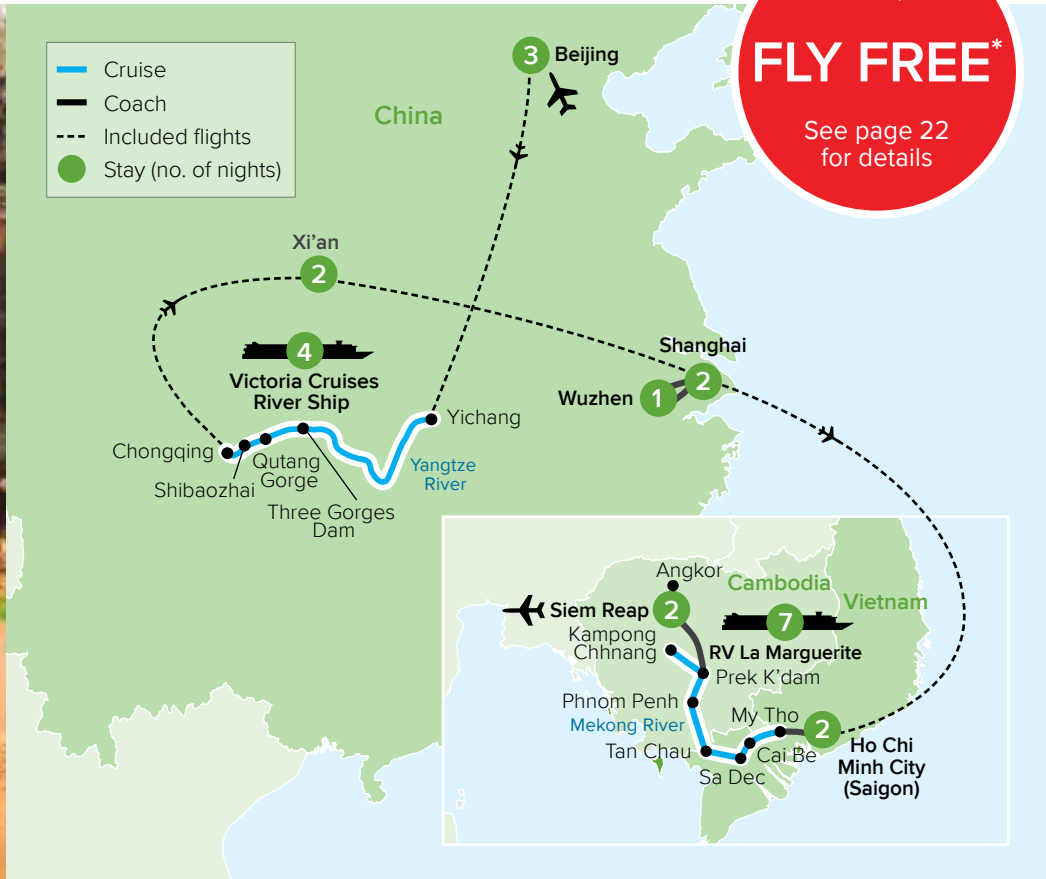 Cruise
Coach
Included flights
Stay (no. of nights)
3
Beijing
China
FLY FREE*
See page 22
for details
Xi'an
2
4
Victoria Cruises
River Ship
Shanghai
2
Wuzhen
1
Yichang
Chongqing
Shibaozhai
Qutang
Gorge
Three Gorges
Dam
Yangtze
River
Angkor
Cambodia
Vietnam
Siem Reap
2
7
RV La Marguerite
Kampong
Chhnang
Prek K'dam
Phnom Penh
Mekong River
My Tho
2
Tan Chau
Cai Be
Sa Dec
Ho Chi
Minh City
(Saigon)